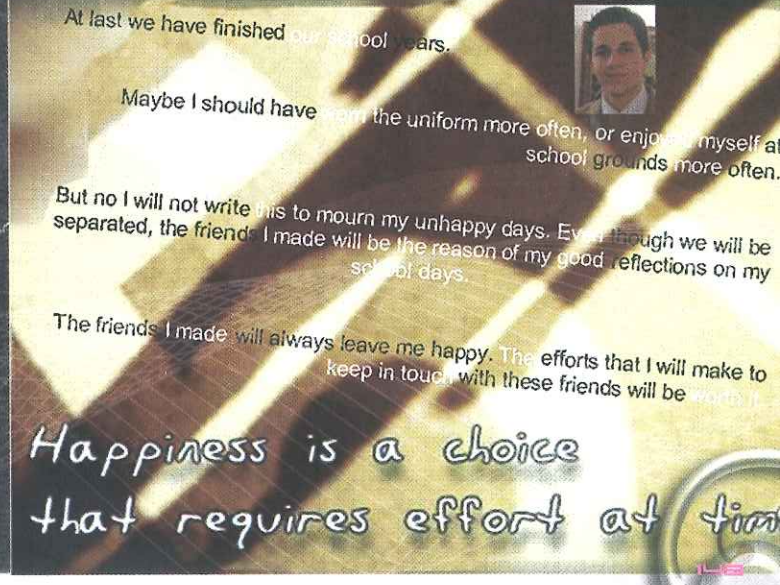 At last we have finished our school years.
Maybe I should have worn the uniform more often, or enjoyed myself at
school grounds more often.
But no I will not write this to mourn my unhappy days. Even though we will be
separated, the friends I made will be the reason of my good reflections on my
school days.
The friends I made will always leave me happy. The efforts that I will make to
keep in touch with these friends will be worth it.
Happiness is a choice
that requires effort at tim
148